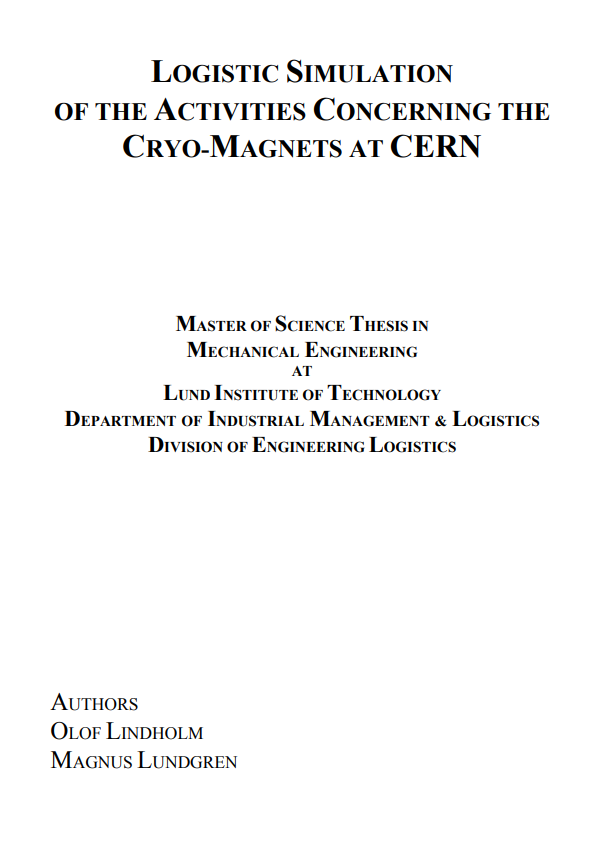 LOGISTIC SIMULATION
OF THE ACTIVITIES CONCERNING THE
CRYO-MAGNETS AT CERN
MASTER OF SCIENCE THESIS IN
MECHANICAL ENGINEERING
AT
LUND INSTITUTE OF TECHNOLOGY
DEPARTMENT OF INDUSTRIAL MANAGEMENT & LOGISTICS
DIVISION OF ENGINEERING LOGISTICS
AUTHORS
OLOF LINDHOLM
MAGNUS LUNDGREN